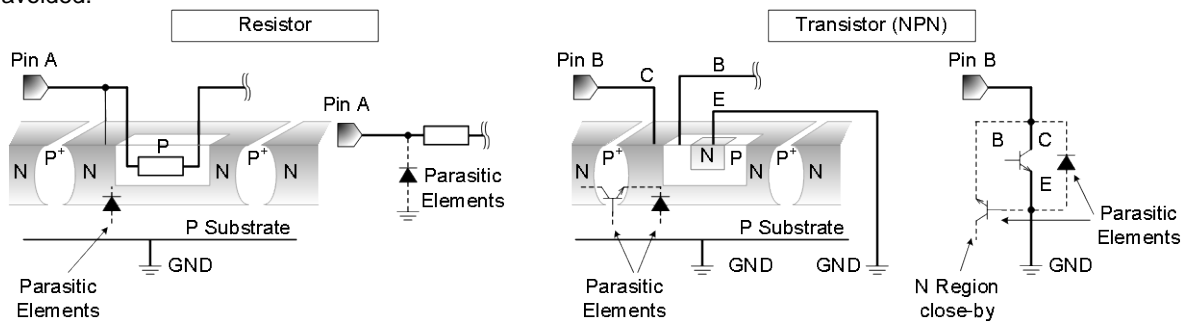 avoided.
Resistor
Pin A
N
P+
N
P
N
P+
N
P Substrate
GND
Parasitic
Elements
Pin A
Parasitic
Elements
Transistor (NPN)
Pin B
C
B
E
N
P+
N
N
P
N
P+
N
P Substrate
GND
GND
Parasitic
Elements
Pin B
B
C
E
Parasitic
Elements
GND
N Region
close-by